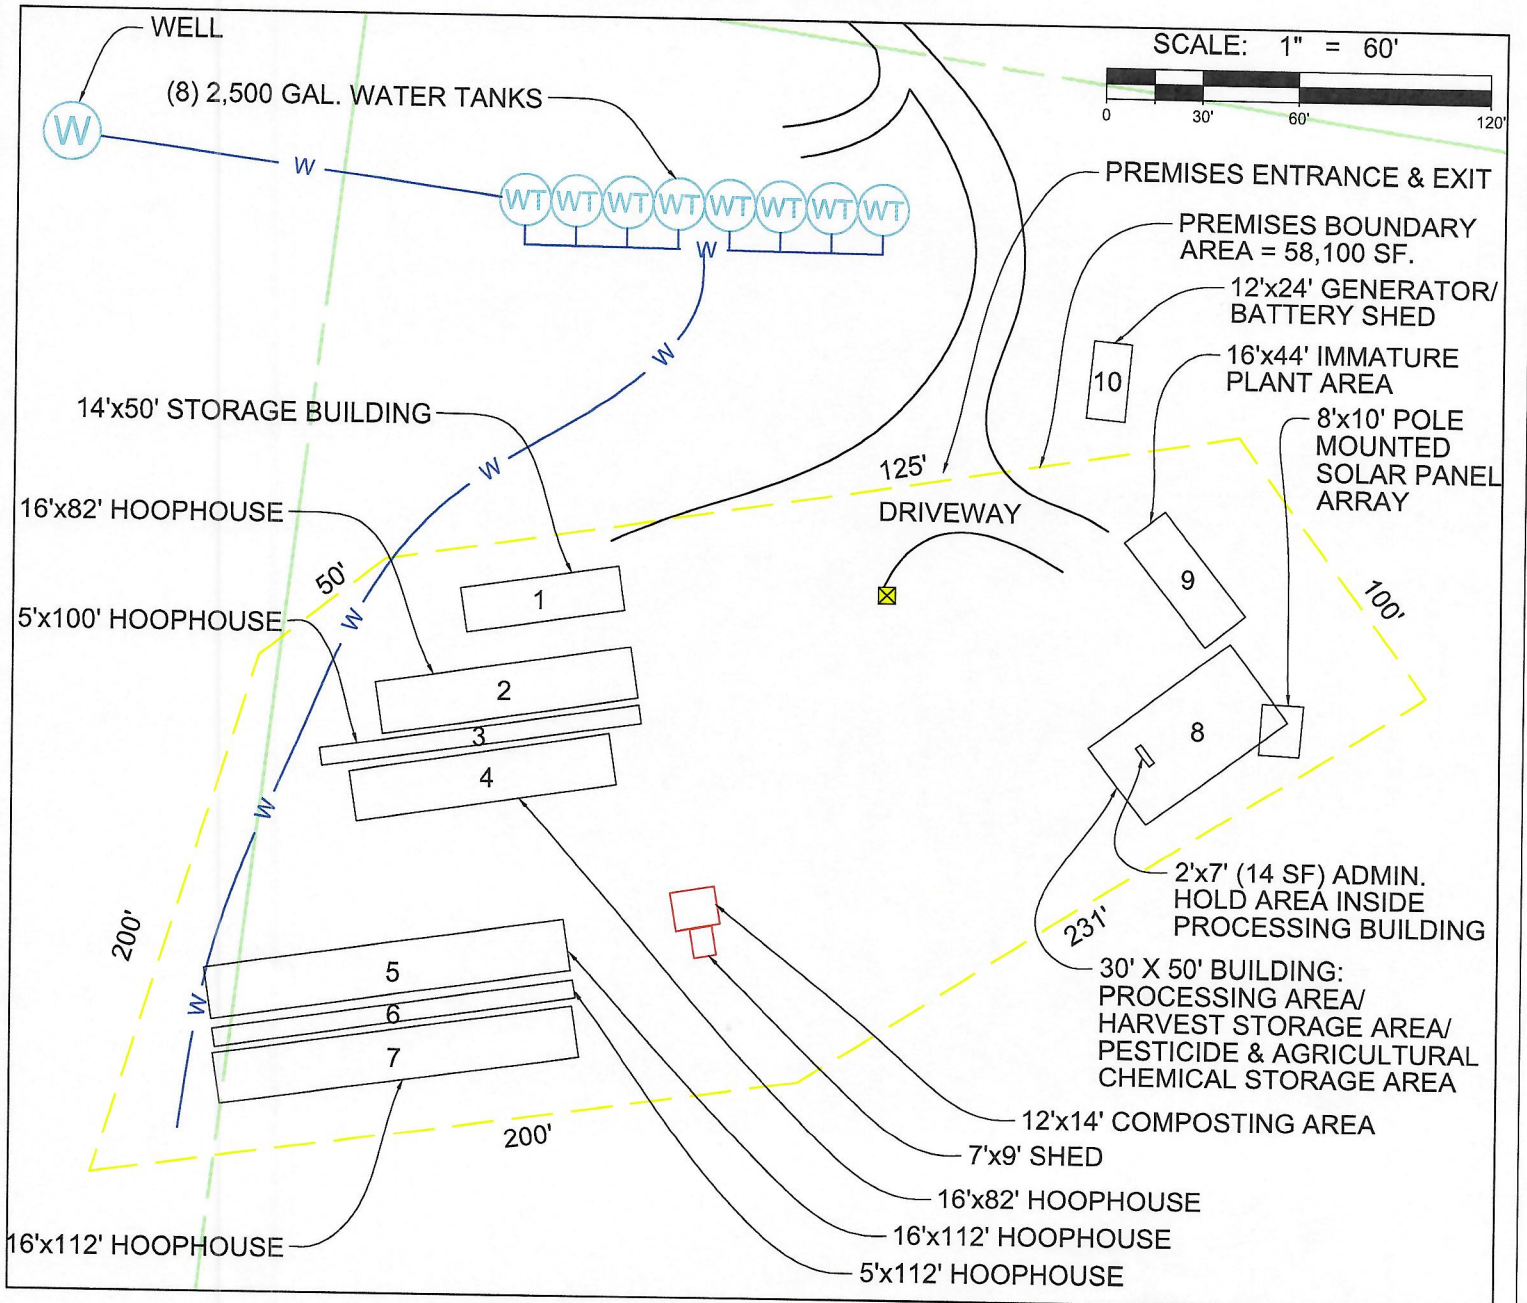 WELL
SCALE: 1" = 60'
(8) 2,500 GAL. WATER TANKS
0 30' 60' 120'
W
W
WT WT WT WT WT WT WT WT
W
PREMISES ENTRANCE & EXIT
PREMISES BOUNDARY
AREA = 58,100 SF.
12'x24' GENERATOR/
BATTERY SHED
10
16'x44' IMMATURE
PLANT AREA
8'x10' POLE
MOUNTED
SOLAR PANEL
ARRAY
W
14'x50' STORAGE BUILDING
W
125'
DRIVEWAY
16'x82' HOOPHOUSE
50'
5'x100' HOOPHOUSE
W
1
2
3
4
9
100'
8
W
200'
2'x7' (14 SF) ADMIN.
HOLD AREA INSIDE
PROCESSING BUILDING
231'
30' X 50' BUILDING:
PROCESSING AREA/
HARVEST STORAGE AREA/
PESTICIDE & AGRICULTURAL
CHEMICAL STORAGE AREA
5
W
6
7
200'
12'x14' COMPOSTING AREA
7'x9' SHED
16'x82' HOOPHOUSE
16'x112' HOOPHOUSE
16'x112' HOOPHOUSE
5'x112' HOOPHOUSE